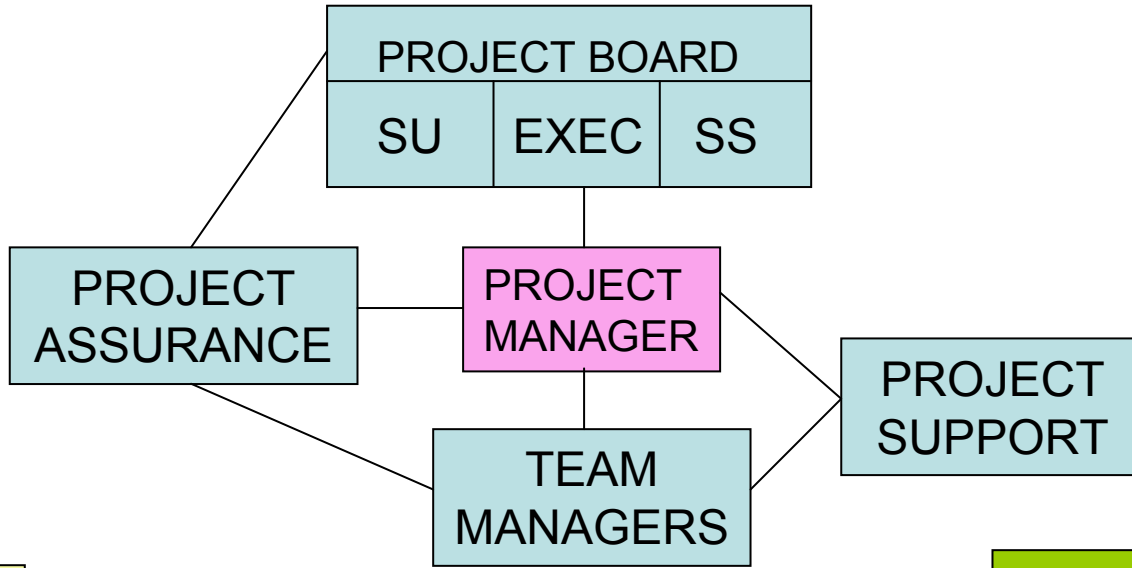 PROJECT BOARD
SU
EXEC
SS
PROJECT
ASSURANCE
PROJECT
MANAGER
PROJECT
SUPPORT
TEAM
MANAGERS